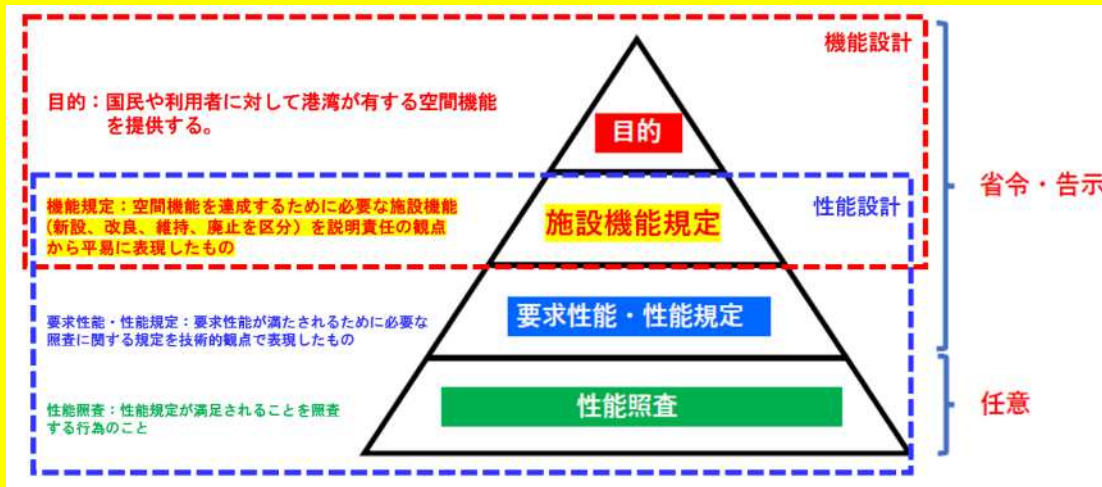 機能設計
目的：国民や利用者に対して港湾が有する空間機能
を提供する。
目的
省令・告示
性能設計
機能規定：空間機能を達成するために必要な施設機能
(新設、改良、維持、廃止を区分）を説明責任の観点
から平易に表現したもの
施設機能規定
要求性能・性能規定：要求性能が満たされるために必要な
照査に関する規定を技術的観点で表現したもの
要求性能・性能規定
性能照査：性能規定が満足されることを照査
する行為のこと
性能照査
任意